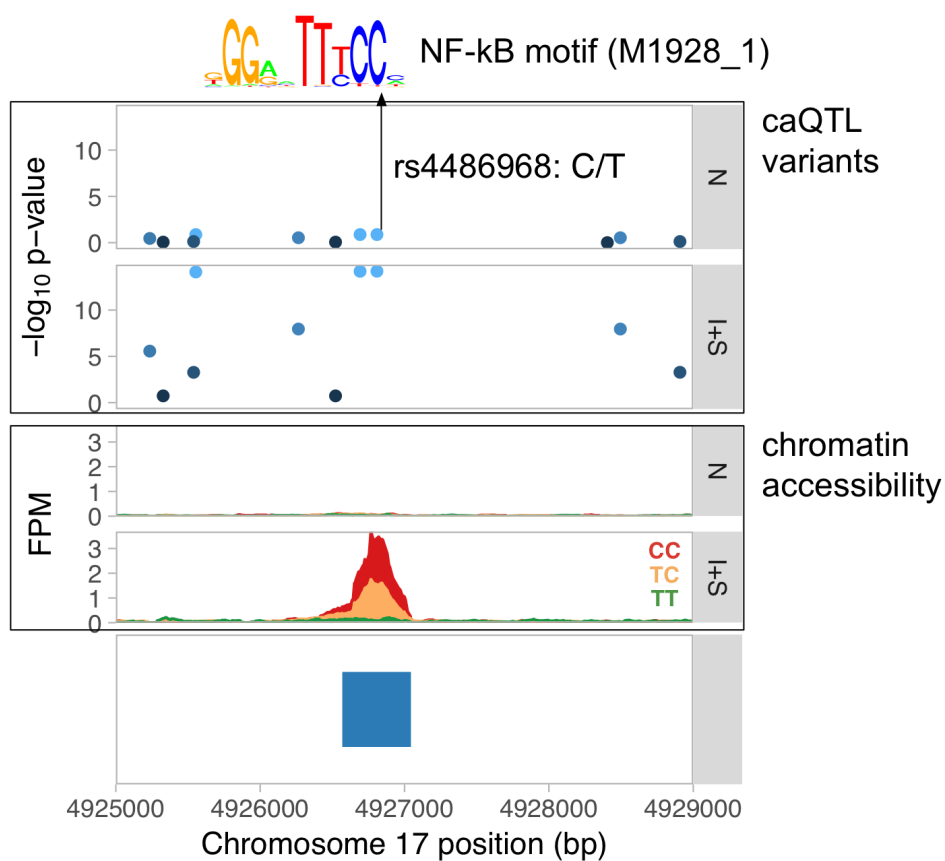 GGATTTCC
NF-kB motif (M1928_1)
caQTL
variants
−log10 p−value
10
5
0
N
rs4486968: C/T
10
5
0
I+S
chromatin
accessibility
FPM
3
2
1
0
N
3
2
1
0
CC
TC
TT
I+S
4925000 4926000 4927000 4928000 4929000
Chromosome 17 position (bp)